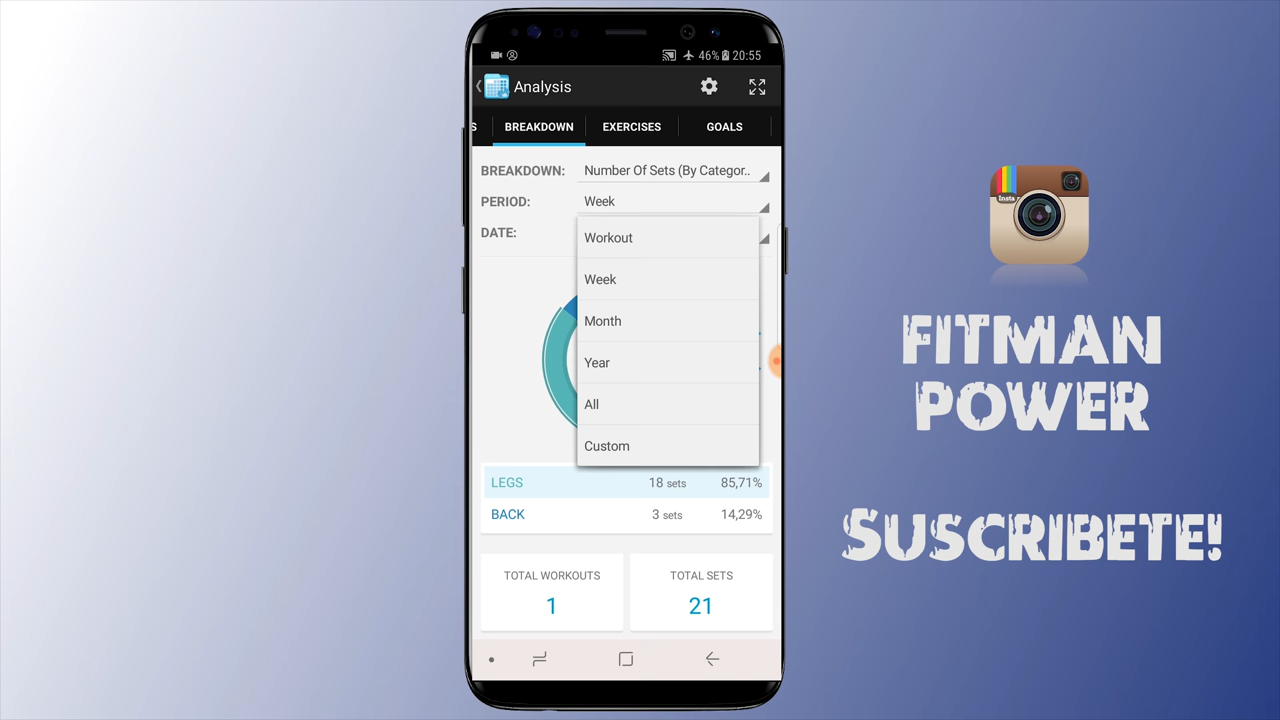 46% 20:55
Analysis
S BREAKDOWN EXERCISES GOALS
BREAKDOWN: Number Of Sets (By Categor..
PERIOD: Week
DATE:
Workout
Week
Month
Year
All
Custom
LEGS 18 sets 85,71%
BACK 3 sets 14,29%
TOTAL WORKOUTS
1
TOTAL SETS
21
Insta
FITMAN
POWER
SUSCRIBETE!